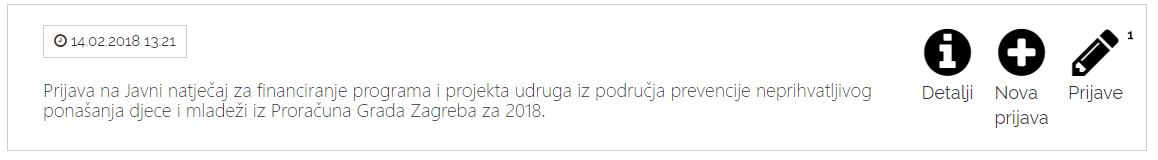 14.02.2018 13:21
Prijava na Javni natječaj za financiranje programa i projekta udruga iz područja prevencije neprihvatljivog
ponašanja djece i mladeži iz Proračuna Grada Zagreba za 2018.
Detalji
Nova
prijava
1
Prijave